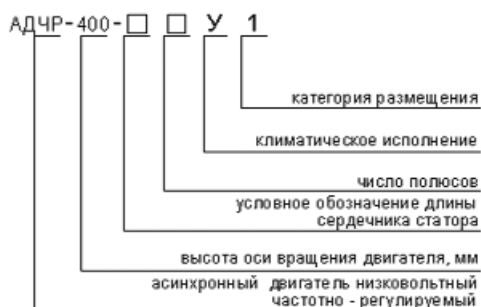 АДЧР-400-□ □ У 1
категория размещения
климатическое исполнение
число полюсов
условное обозначение длины
сердечника статора
высота оси вращения двигателя, мм
асинхронный двигатель низковольтный
частотно - регулируемый